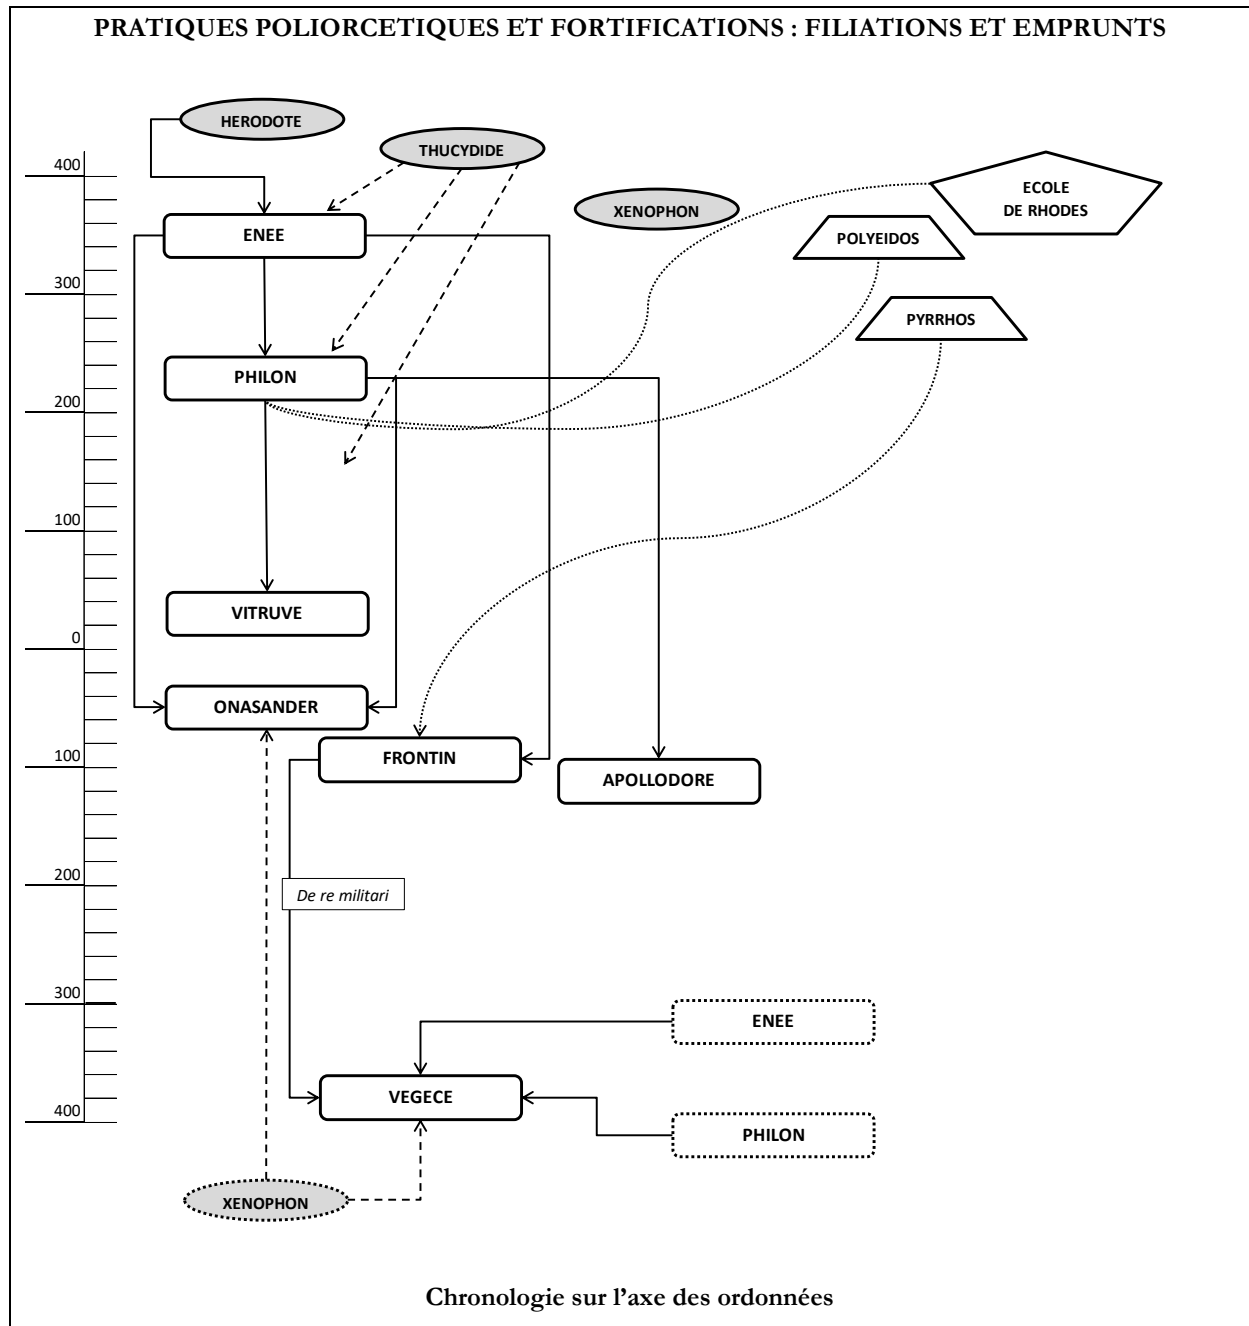 PRATIQUES POLIORCETIQUES ET FORTIFICATIONS : FILIATIONS ET EMPRUNTS
HERODOTE
THUCYDIDE
400
ECOLE
DE RHODES
XENOPHON
ENEE
POLYEIDOS
300
PYRRHOS
PHILON
200
100
VITRUVE
0
ONASANDER
FRONTIN
100
APOLLODORE
200
De re militari
300
ENEE
VEGECE
400
PHILON
XENOPHON
Chronologie sur l'axe des ordonnées